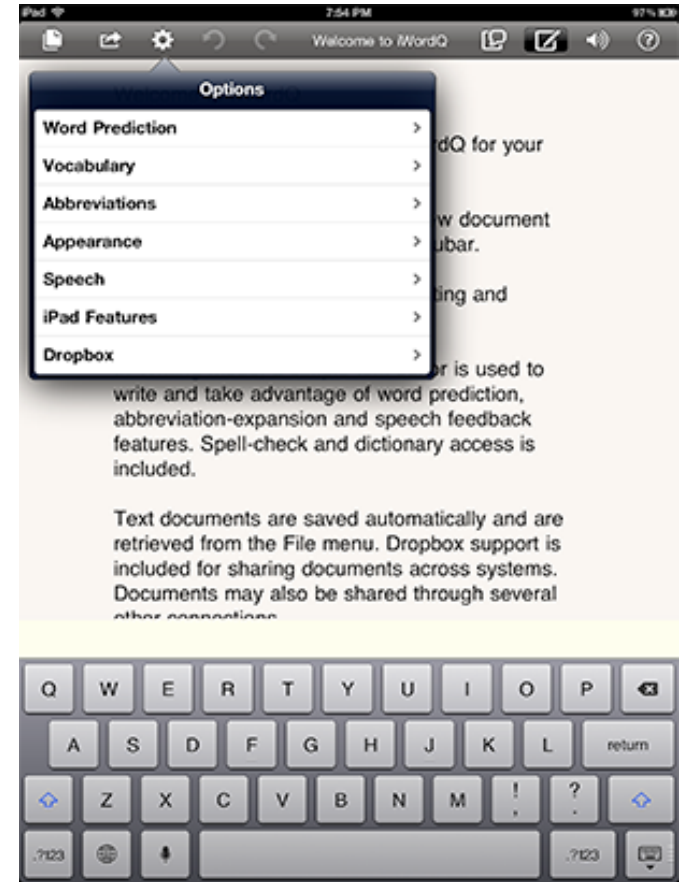 iPad 7:54 PM 97%
Welcome to iWordQ ?
Options
Word Prediction
Vocabulary
Abbreviations
Appearance
Speech
iPad Features
Dropbox
dQ for your
w document
ubar.
ting and
or is used to
write and take advantage of word prediction,
abbreviation-expansion and speech feedback
features. Spell-check and dictionary access is
included.
Text documents are saved automatically and are
retrieved from the File menu. Dropbox support is
included for sharing documents across systems.
Documents may also be shared through several
other connections
Q W E R T Y U I O P
A S D F G H J K L return
Z X C V B N M ! , ? .
.?123 .?123